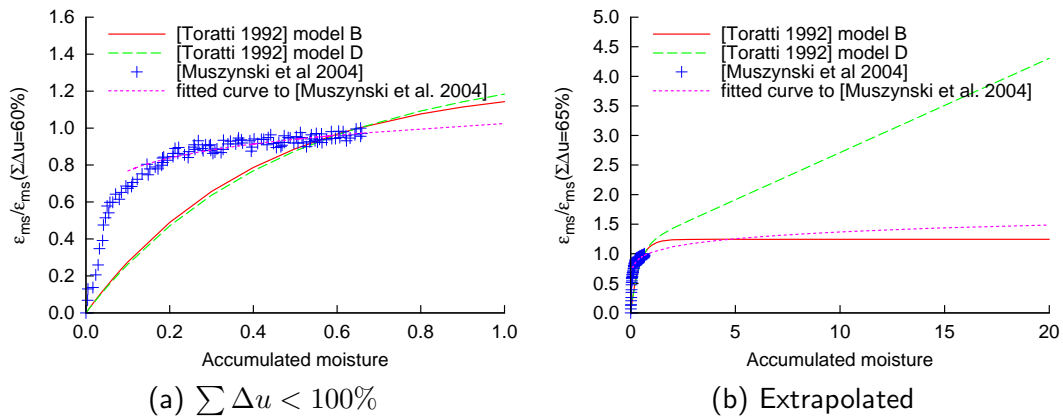 ε_ms/ε_ms(ΣΔu=60%)
1.6
1.4
1.2
1.0
0.8
0.6
0.4
0.2
0.0
[Toratti 1992] model B
[Toratti 1992] model D
[Muszynski et al 2004]
fitted curve to [Muszynski et al. 2004]
0.0 0.2 0.4 0.6 0.8 1.0
Accumulated moisture
(a) ∑ Δu < 100%
ε_ms/ε_ms(ΣΔu=65%)
5.0
4.5
4.0
3.5
3.0
2.5
2.0
1.5
1.0
0.5
0.0
[Toratti 1992] model B
[Toratti 1992] model D
[Muszynski et al 2004]
fitted curve to [Muszynski et al. 2004]
0 5 10 15 20
Accumulated moisture
(b) Extrapolated